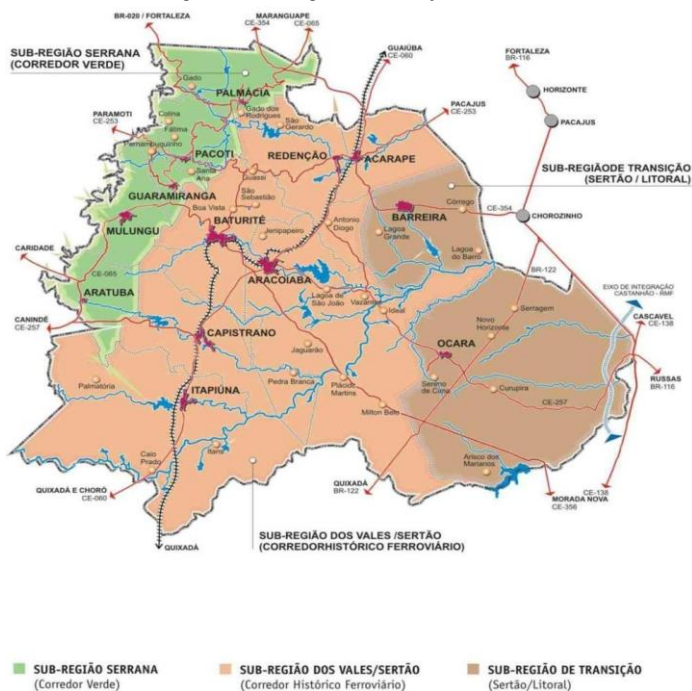 BR-020 / FORTALEZA
MARANGUAPE
CE-354 CE-065
GUAIÚBA
CE-060
FORTALEZA
BR-116
SUB-REGIÃO SERRANA
(CORREDOR VERDE)
Gado
PALMÁCIA
HORIZONTE
PACAJUS
CE-253
PARAMOTI
CE-253
Colina
Gado dos
Rodrigues
São
Gerardo
Fátima
Pernambuquinho
PACAJUS
PACOTI
REDENÇÃO
ACARAPE
SUB-REGIÃODE TRANSIÇÃO
(SERTÃO / LITORAL)
Santa
Ana
Guassi
GUARAMIRANGA
São
Sebastião
Boa Vista
BARREIRA
Córrego
CE-354
CHOROZINHO
MULUNGU
BATURITÉ
Jenipapeiro
Antonio
Diogo
Lagoa
Grande
Lagoa
do Barro
CARIDADE
CE-065
ARACOIABA
BR-122
EIXO DE INTEGRAÇÃO
CASTANHÃO - RMF
ARATUBA
Lagoa de
São João
Vazantes
Ideal
Serragem
CASCAVEL
CE-138
CANINDÉ
CE-257
Novo
Horizonte
CAPISTRANO
Jaguarão
OCARA
Palmatória
ITAPIÚNA
Pedra Branca
Plácido
Martins
Sereno
de Cima
Curupira
RUSSAS
BR-116
Milton Belo
CE-257
Caio
Prado
Itans
Arisco dos
Marianos
QUIXADÁ E CHORÓ
CE-060
QUIXADÁ
BR-122
MORADA NOVA
CE-356
CE-138
QUIXADÁ
SUB-REGIÃO DOS VALES /SERTÃO
(CORREDORHISTÓRICO FERROVIÁRIO)
SUB-REGIÃO SERRANA
(Corredor Verde)
SUB-REGIÃO DOS VALES/SERTÃO
(Corredor Histórico Ferroviário)
SUB-REGIÃO DE TRANSIÇÃO
(Sertão/Litoral)